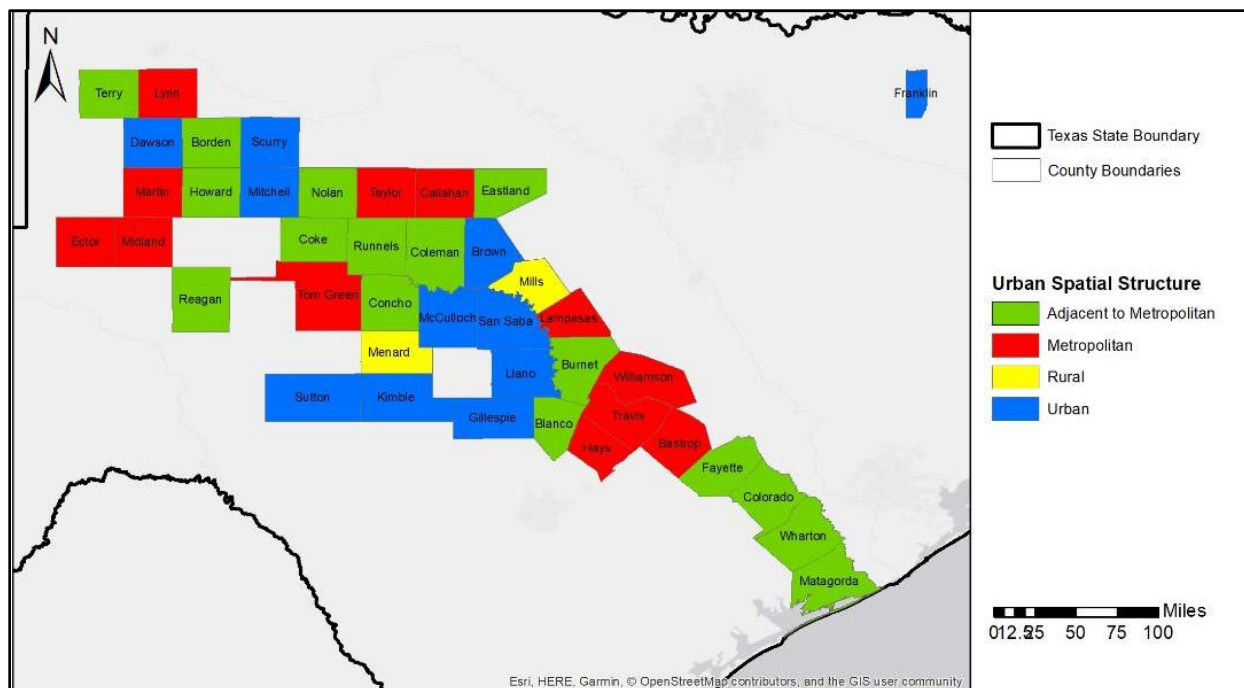 N
Terry
Lynn
Franklin
Dawson
Borden
Scurry
Martin
Howard
Mitchell
Nolan
Taylor
Callahan
Eastland
Ector
Midland
Coke
Runnels
Coleman
Brown
Reagan
Tom Green
Concho
Mills
McCulloch
San Saba
Lampasas
Menard
Llano
Burnet
Williamson
Sutton
Kimble
Gillespie
Blanco
Travis
Hays
Bastrop
Fayette
Colorado
Wharton
Matagorda
Texas State Boundary
County Boundaries
Urban Spatial Structure
Adjacent to Metropolitan
Metropolitan
Rural
Urban
Miles
012.525 50 75 100
Esri, HERE, Garmin, © OpenStreetMap contributors, and the GIS user community